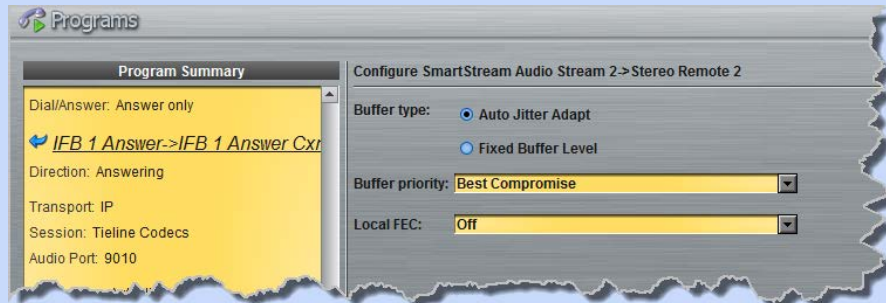 Programs
Program Summary
Dial/Answer: Answer only
IFB 1 Answer->IFB 1 Answer Cxr
Direction: Answering
Transport: IP
Session: Tieline Codecs
Audio Port: 9010
Configure SmartStream Audio Stream 2->Stereo Remote 2
Buffer type:
Auto Jitter Adapt
Fixed Buffer Level
Buffer priority: Best Compromise
Local FEC: Off